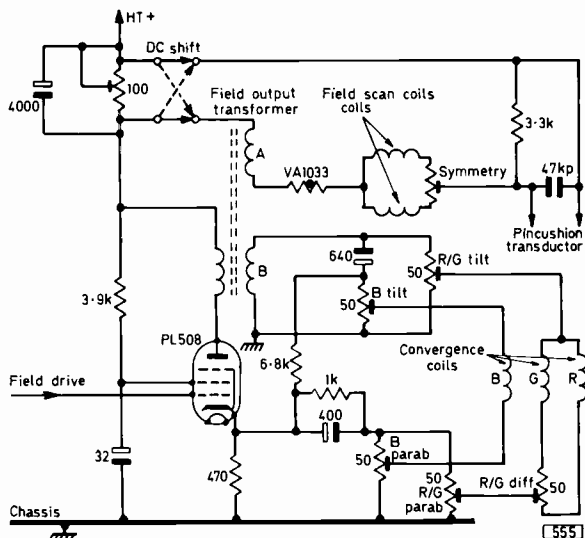 HT+
DC shift
4000
100
Field output
transformer
Field scan coils
coils
A
VA1033
Symmetry
3·3k
47kp
Pincushion
transductor
3·9k
B
640
50
R/G tilt
50
B tilt
PL508
Convergence
coils
6·8k
B
G
R
1k
Field drive
400
32
470
50
B
parab
50
R/G
parab
R/G diff
50
Chassis
555